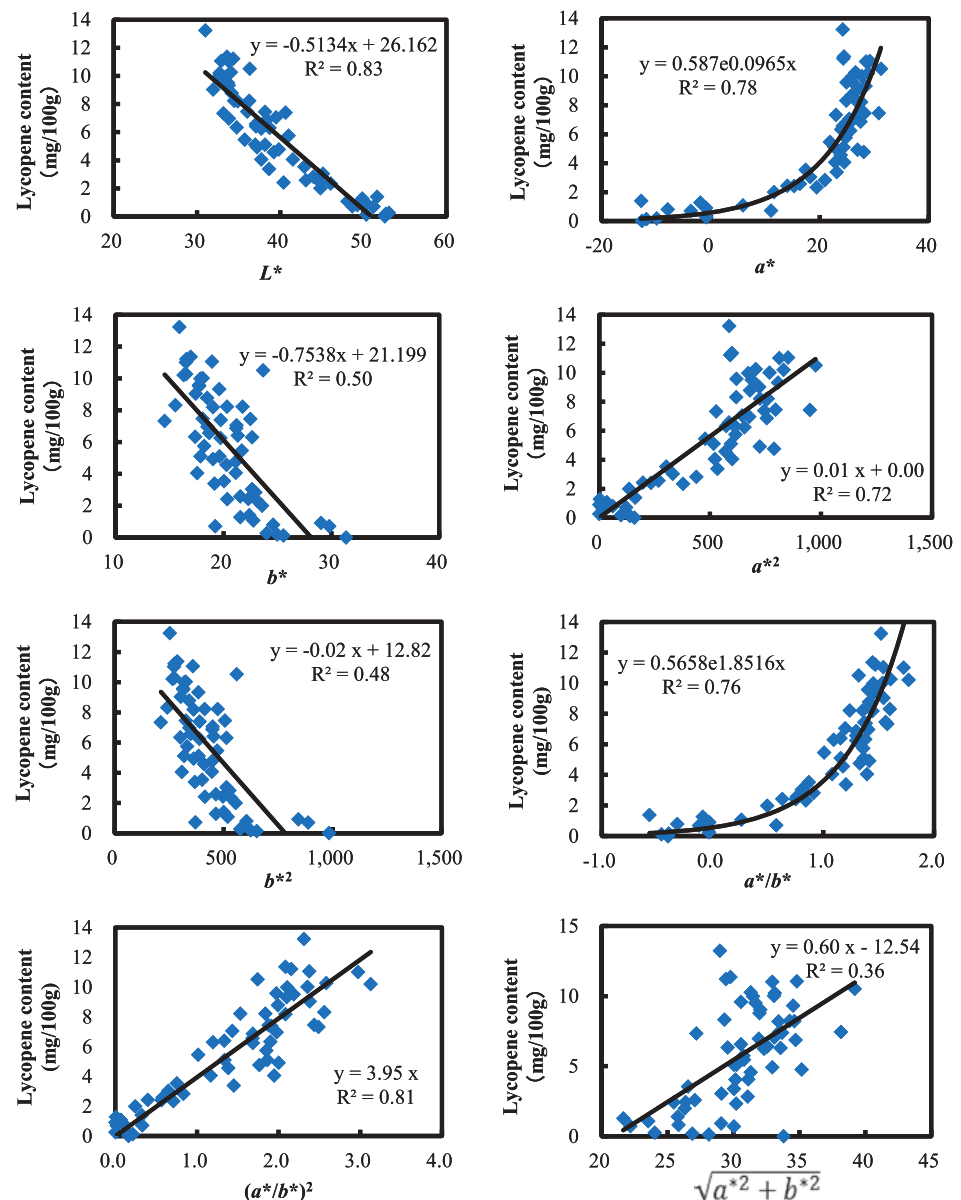 Lycopene content
(mg/100g)
14
12
10
8
6
4
2
0
y = -0.5134x + 26.162
R² = 0.83
20
30
40
50
60
L*
Lycopene content
(mg/100g)
14
12
10
8
6
4
2
0
y = 0.587e0.0965x
R² = 0.78
-20
0
20
40
a*
Lycopene content
(mg/100g)
14
12
10
8
6
4
2
0
y = -0.7538x + 21.199
R² = 0.50
10
20
30
40
b*
Lycopene content
(mg/100g)
14
12
10
8
6
4
2
0
y = 0.01 x + 0.00
R² = 0.72
0
500
1,000
1,500
a*²
Lycopene content
(mg/100g)
14
12
10
8
6
4
2
0
y = -0.02 x + 12.82
R² = 0.48
0
500
1,000
1,500
b*²
Lycopene content
(mg/100g)
14
12
10
8
6
4
2
0
y = 0.5658e1.8516x
R² = 0.76
-1.0
0.0
1.0
2.0
a*/b*
Lycopene content
(mg/100g)
14
12
10
8
6
4
2
0
y = 3.95 x
R² = 0.81
0.0
1.0
2.0
3.0
4.0
(a*/b*)²
Lycopene content
(mg/100g)
15
10
5
0
y = 0.60 x - 12.54
R² = 0.36
20
25
30
35
40
45
√a*² + b*²